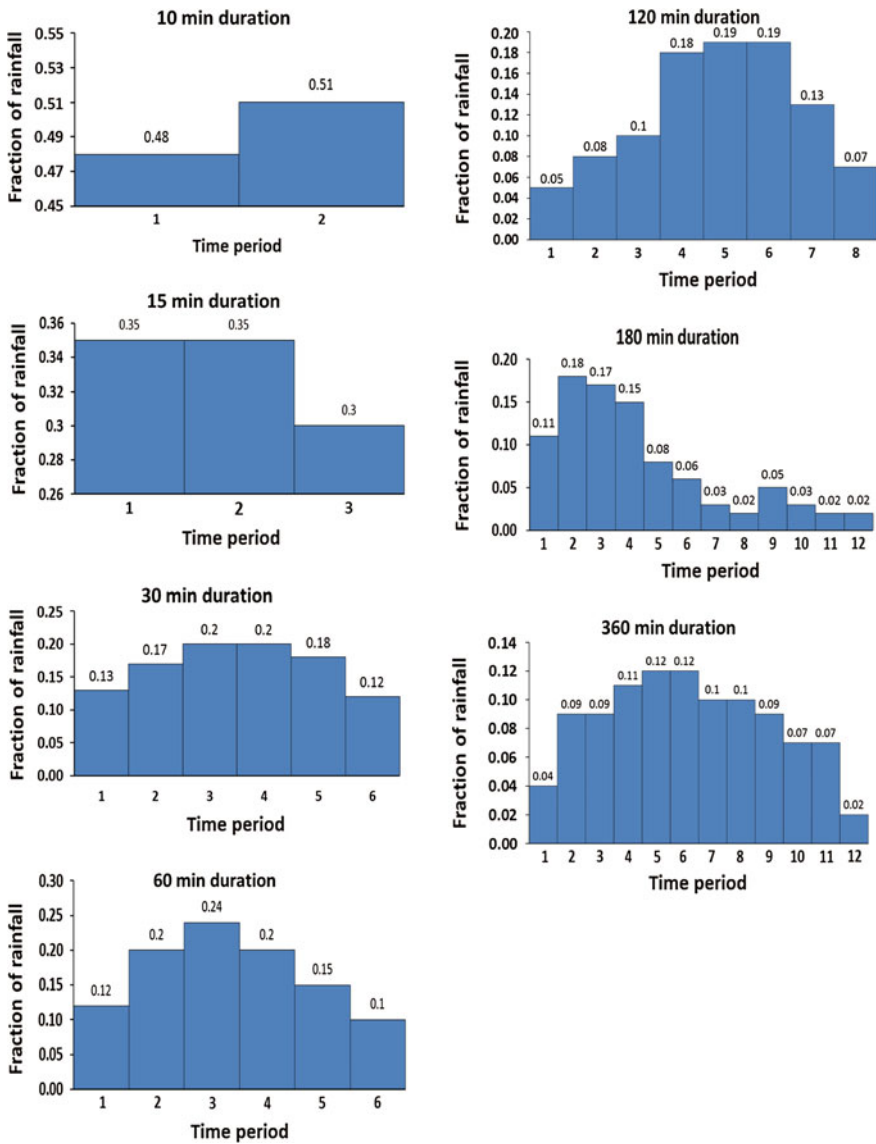 10 min duration
Fraction of rainfall
0.55
0.53
0.51
0.49
0.47
0.45
0.48
0.51
1 2
Time period
15 min duration
Fraction of rainfall
0.36
0.34
0.32
0.3
0.28
0.26
0.35 0.35 0.3
1 2 3
Time period
30 min duration
Fraction of rainfall
0.25
0.20
0.15
0.10
0.05
0.00
0.13 0.17 0.2 0.2 0.18 0.12
1 2 3 4 5 6
Time period
60 min duration
Fraction of rainfall
0.30
0.25
0.20
0.15
0.10
0.05
0.00
0.12 0.2 0.24 0.2 0.15 0.1
1 2 3 4 5 6
Time period
120 min duration
Fraction of rainfall
0.20
0.18
0.16
0.14
0.12
0.10
0.08
0.06
0.04
0.02
0.00
0.05 0.08 0.1 0.18 0.19 0.19 0.13 0.07
1 2 3 4 5 6 7 8
Time period
180 min duration
Fraction of rainfall
0.20
0.15
0.10
0.05
0.00
0.11 0.18 0.17 0.15 0.08 0.06 0.03 0.02 0.05 0.03 0.02 0.02
1 2 3 4 5 6 7 8 9 10 11 12
Time period
360 min duration
Fraction of rainfall
0.14
0.12
0.10
0.08
0.06
0.04
0.02
0.00
0.04 0.09 0.09 0.11 0.12 0.12 0.1 0.1 0.09 0.07 0.07 0.02
1 2 3 4 5 6 7 8 9 10 11 12
Time period